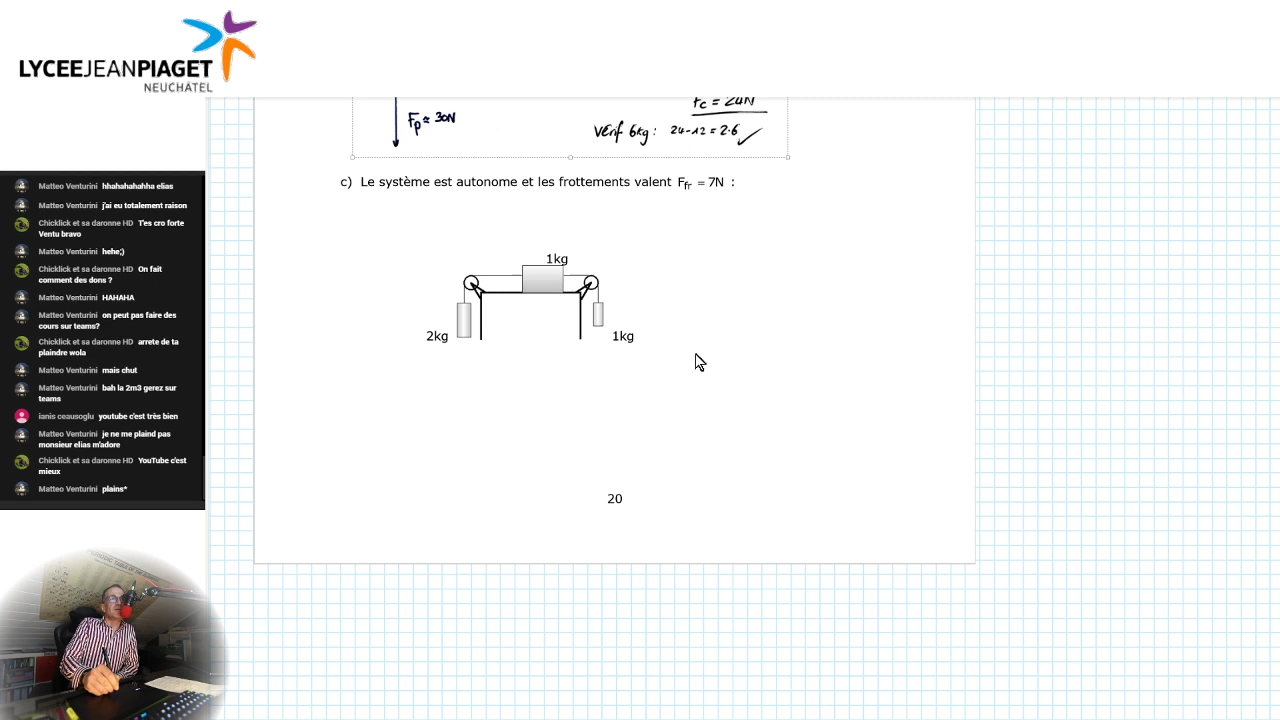 LYCEEJEANPIAGET
NEUCHÂTEL
Fp ≈ 30N
Fc = 24N
Vérif 6kg : 24-12 = 2·6 ✓
c) Le système est autonome et les frottements valent Ffr = 7N :
1kg
2kg
1kg
20
Matteo Venturini hhahahahahha elias
Matteo Venturini j'ai eu totalement raison
Chicklick et sa daronne HD T'es cro forte
Ventu bravo
Matteo Venturini hehe;)
Chicklick et sa daronne HD On fait
comment des dons ?
Matteo Venturini HAHAHA
Matteo Venturini on peut pas faire des
cours sur teams?
Chicklick et sa daronne HD arrete de ta
plaindre wola
Matteo Venturini mais chut
Matteo Venturini bah la 2m3 gerez sur
teams
ianis ceausoglu youtube c'est très bien
Matteo Venturini je ne me plaind pas
monsieur elias m'adore
Chicklick et sa daronne HD YouTube c'est
mieux
Matteo Venturini plains*